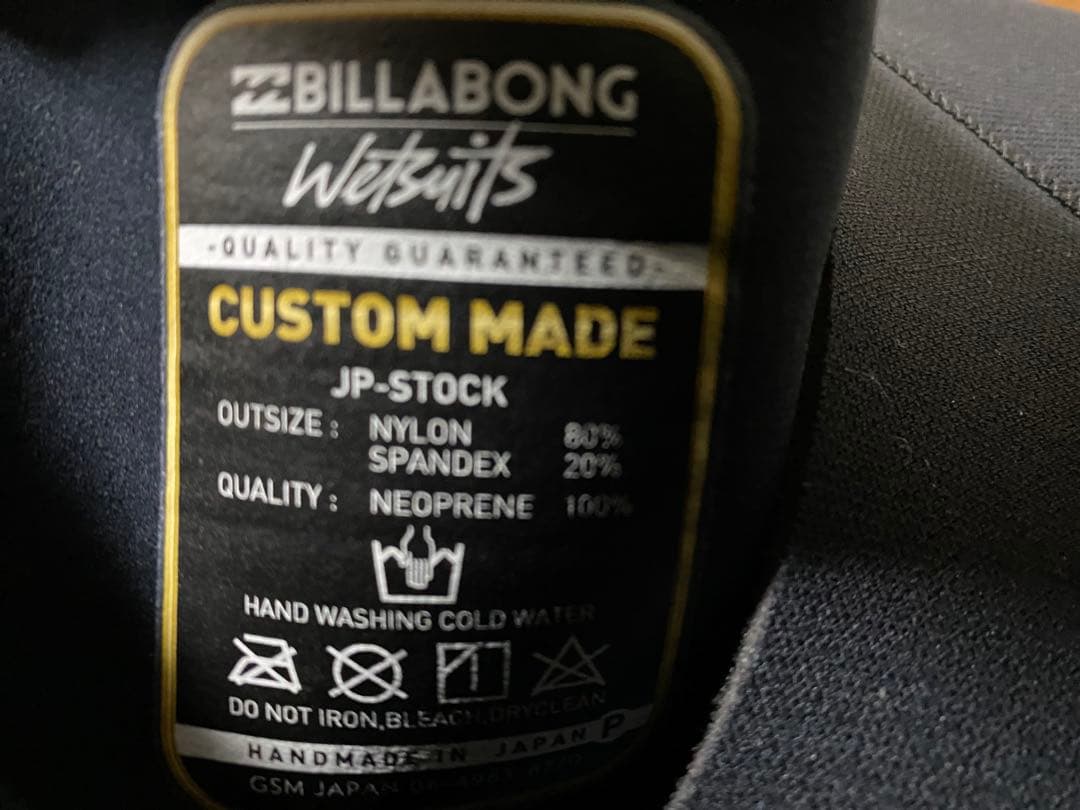 BILLABONG
Wetsuits
-QUALITY GUARANTEED-
CUSTOM MADE
JP-STOCK
OUTSIZE : NYLON 80%
SPANDEX 20%
QUALITY : NEOPRENE 100%
HAND WASHING COLD WATER
DO NOT IRON,BLEACH,DRYCLEAN
HANDMADE IN JAPAN P
GSM JAPAN